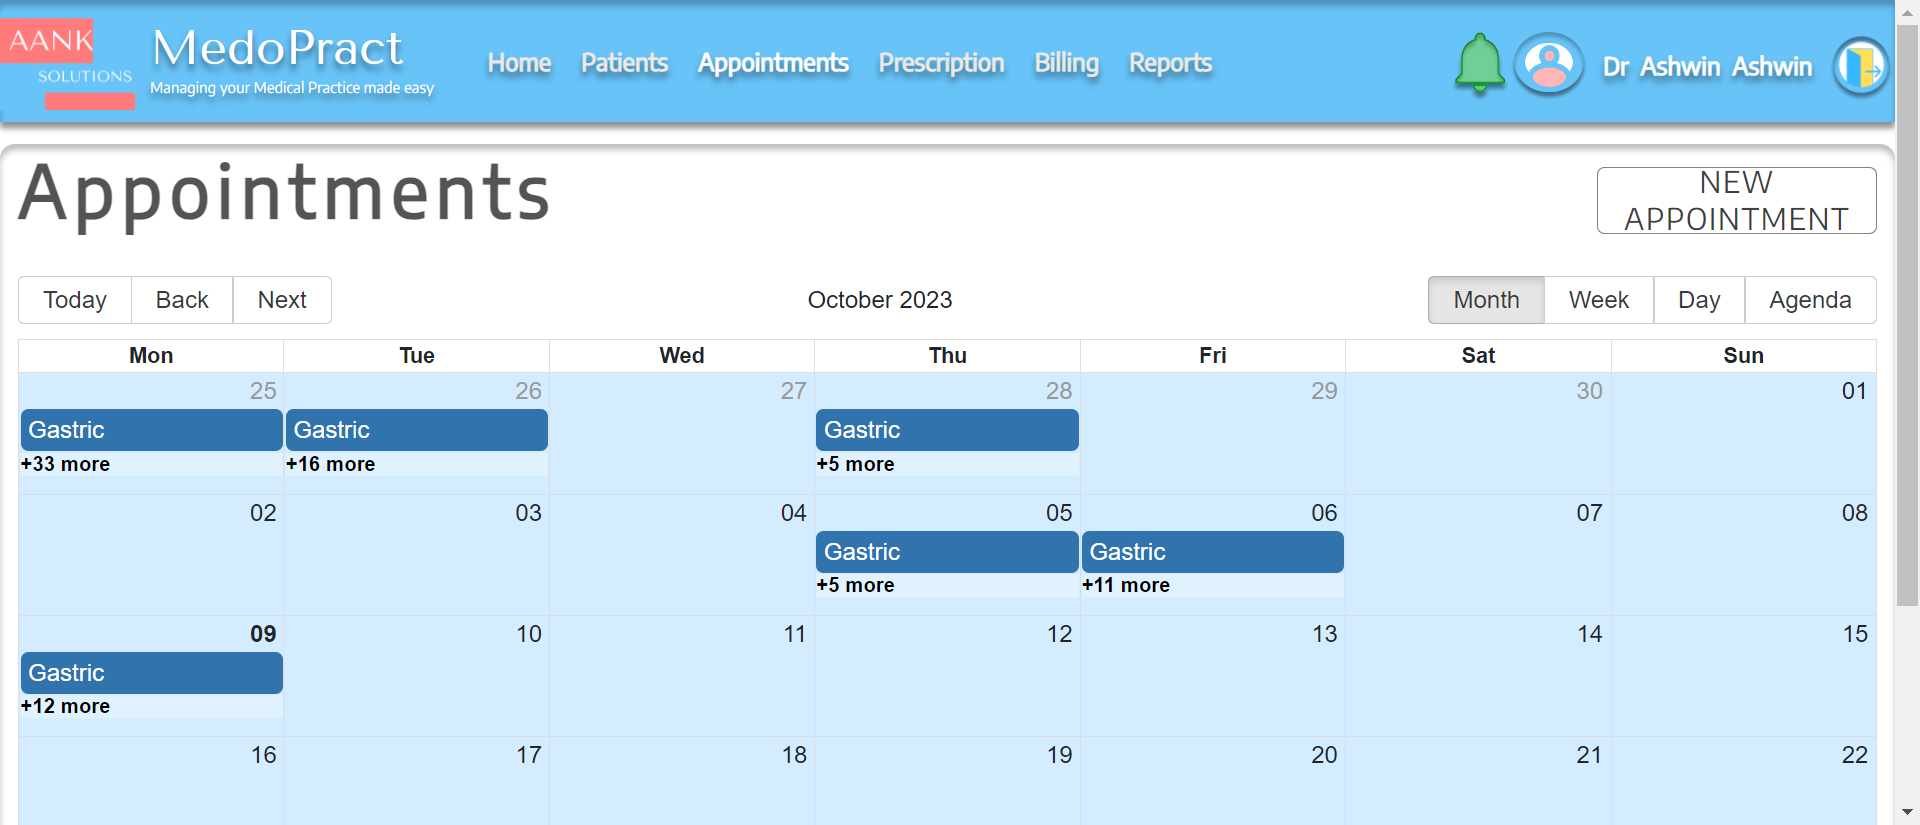 AANK
SOLUTIONS
MedoPract
Managing your Medical Practice made easy
Home Patients Appointments Prescription Billing Reports
Dr Ashwin Ashwin
Appointments
NEW
APPOINTMENT
Today Back Next
October 2023
Month Week Day Agenda
Mon Tue Wed Thu Fri Sat Sun
25 26 27 28 29 30 01
Gastric Gastric Gastric
+33 more +16 more +5 more
02 03 04 05 06 07 08
Gastric Gastric
+5 more +11 more
09 10 11 12 13 14 15
Gastric
+12 more
16 17 18 19 20 21 22